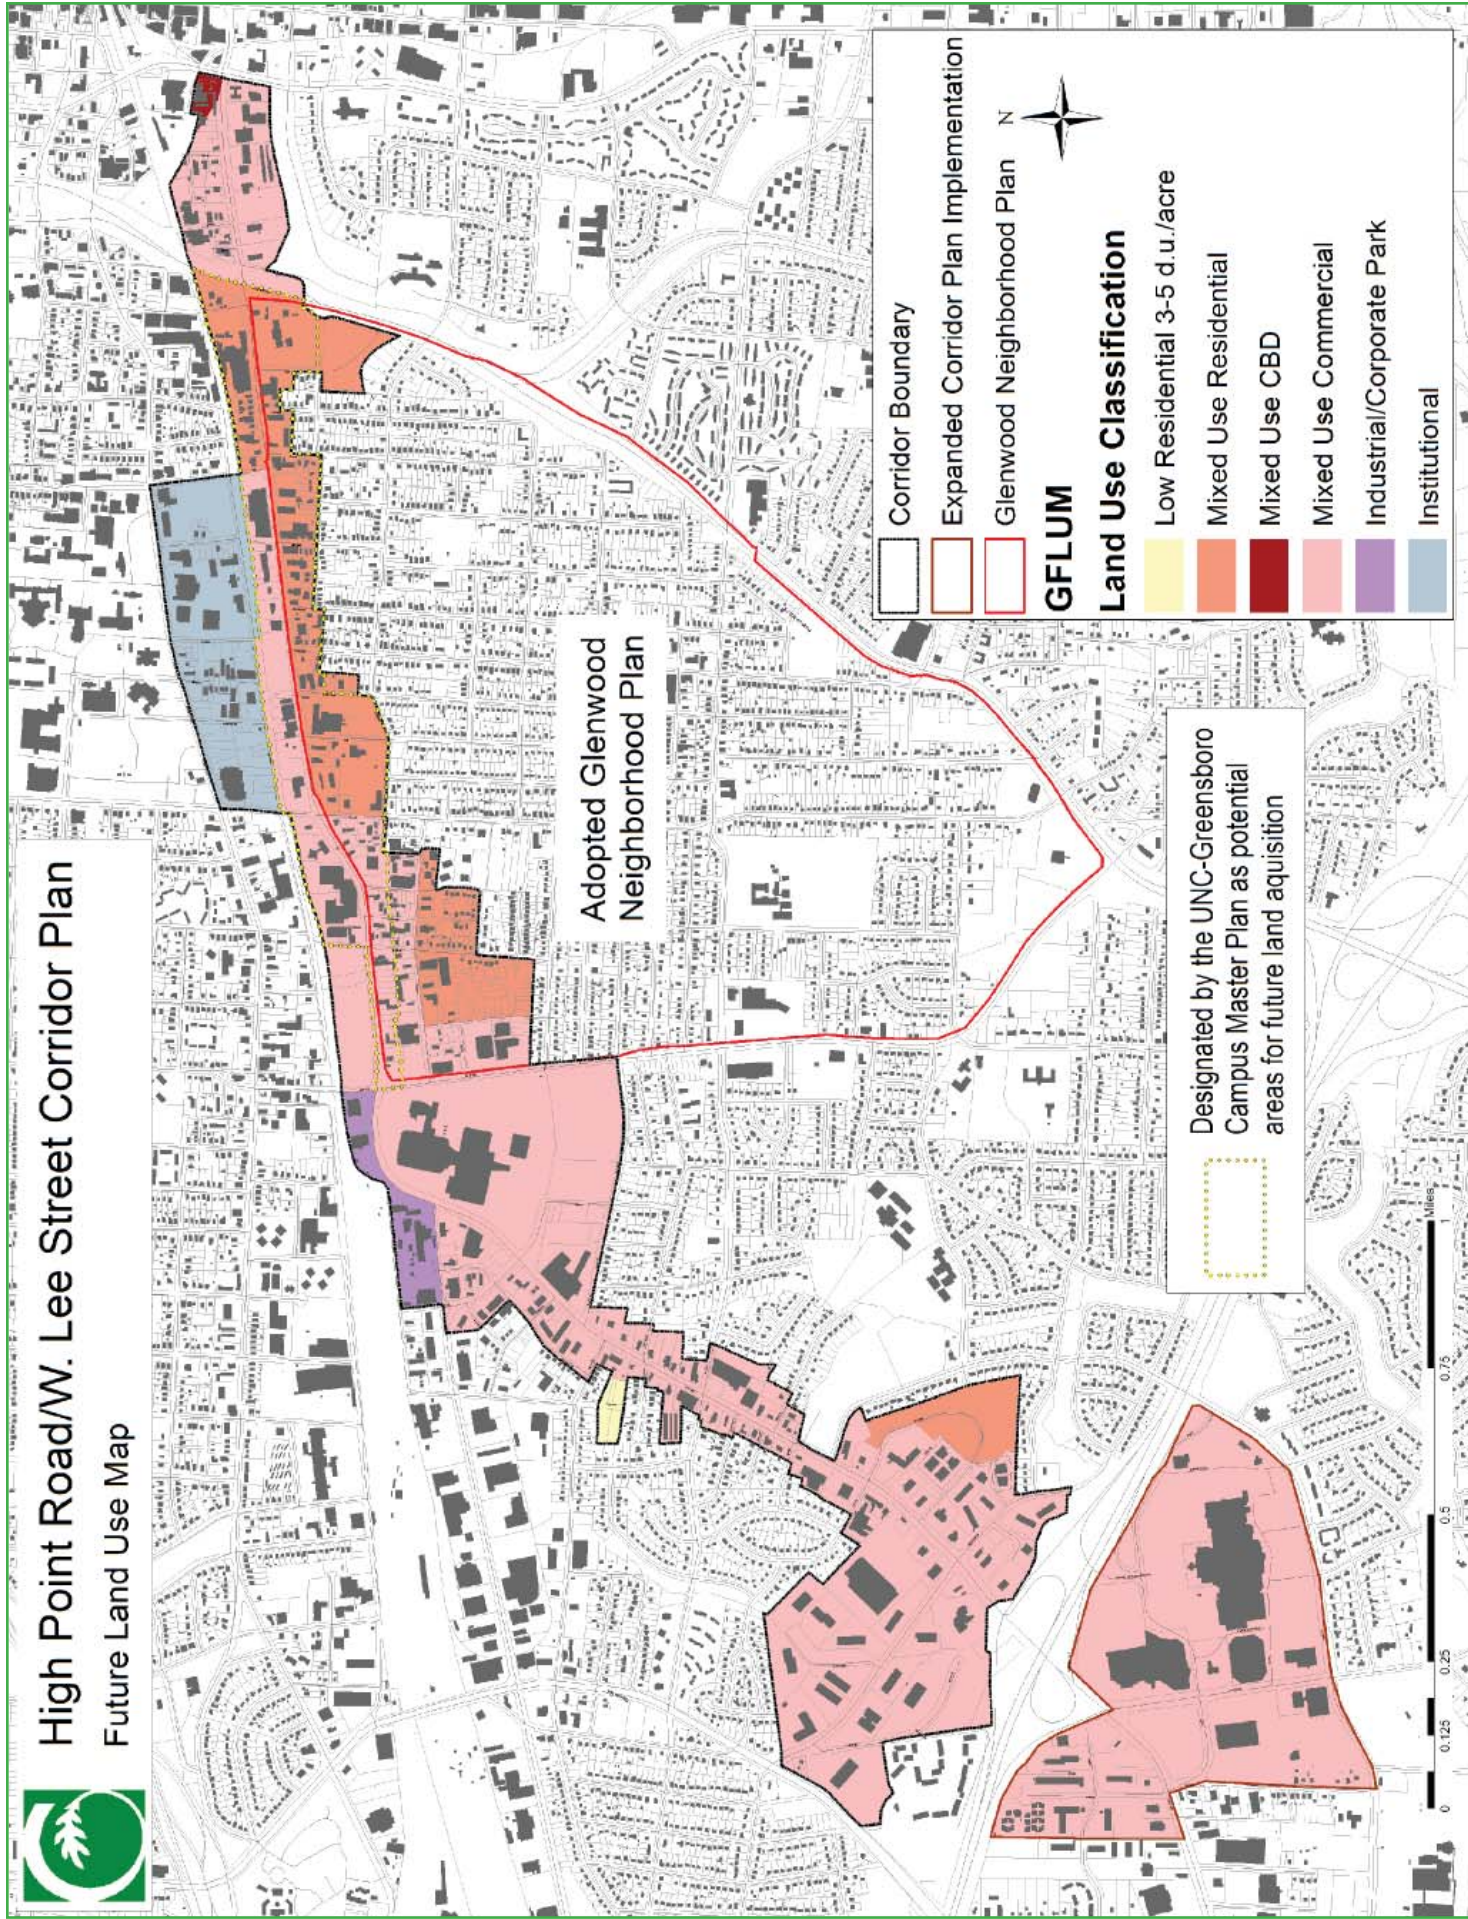 High Point Road/W. Lee Street Corridor Plan
Future Land Use Map
Adopted Glenwood
Neighborhood Plan
Corridor Boundary
Expanded Corridor Plan Implementation
Glenwood Neighborhood Plan
N
GFLUM
Land Use Classification
Low Residential 3-5 d.u./acre
Mixed Use Residential
Mixed Use CBD
Mixed Use Commercial
Industrial/Corporate Park
Institutional
Designated by the UNC-Greensboro
Campus Master Plan as potential
areas for future land aquisition
0 0.125 0.25 0.5 0.75 1
Miles